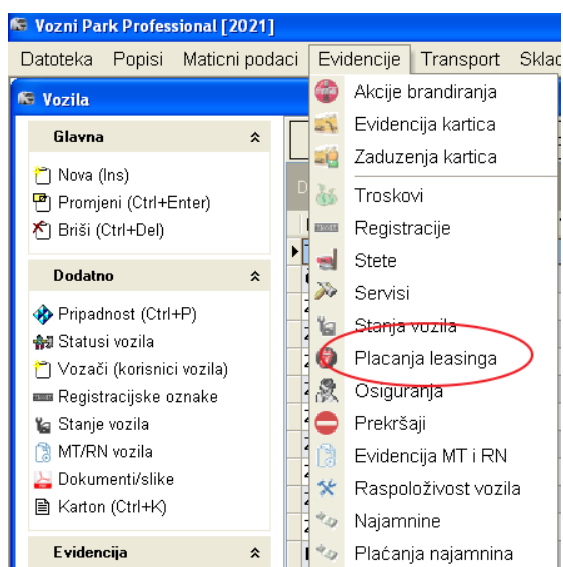 Vozni Park Professional [2021]
Datoteka Popisi Maticni podaci Evidencije Transport Sklad
Vozila
Glavna
Nova (Ins)
Promjeni (Ctrl+Enter)
Briši (Ctrl+Del)
Dodatno
Pripadnost (Ctrl+P)
Statusi vozila
Vozači (korisnici vozila)
Registracijske oznake
Stanje vozila
MT/RN vozila
Dokumenti/slike
Karton (Ctrl+K)
Evidencija
Akcije brandiranja
Evidencija kartica
Zaduzenja kartica
Troskovi
Registracije
Stete
Servisi
Stanja vozila
Placanja leasinga
Osiguranja
Prekršaji
Evidencija MT i RN
Raspoloživost vozila
Najamnine
Plaćanja najamnina